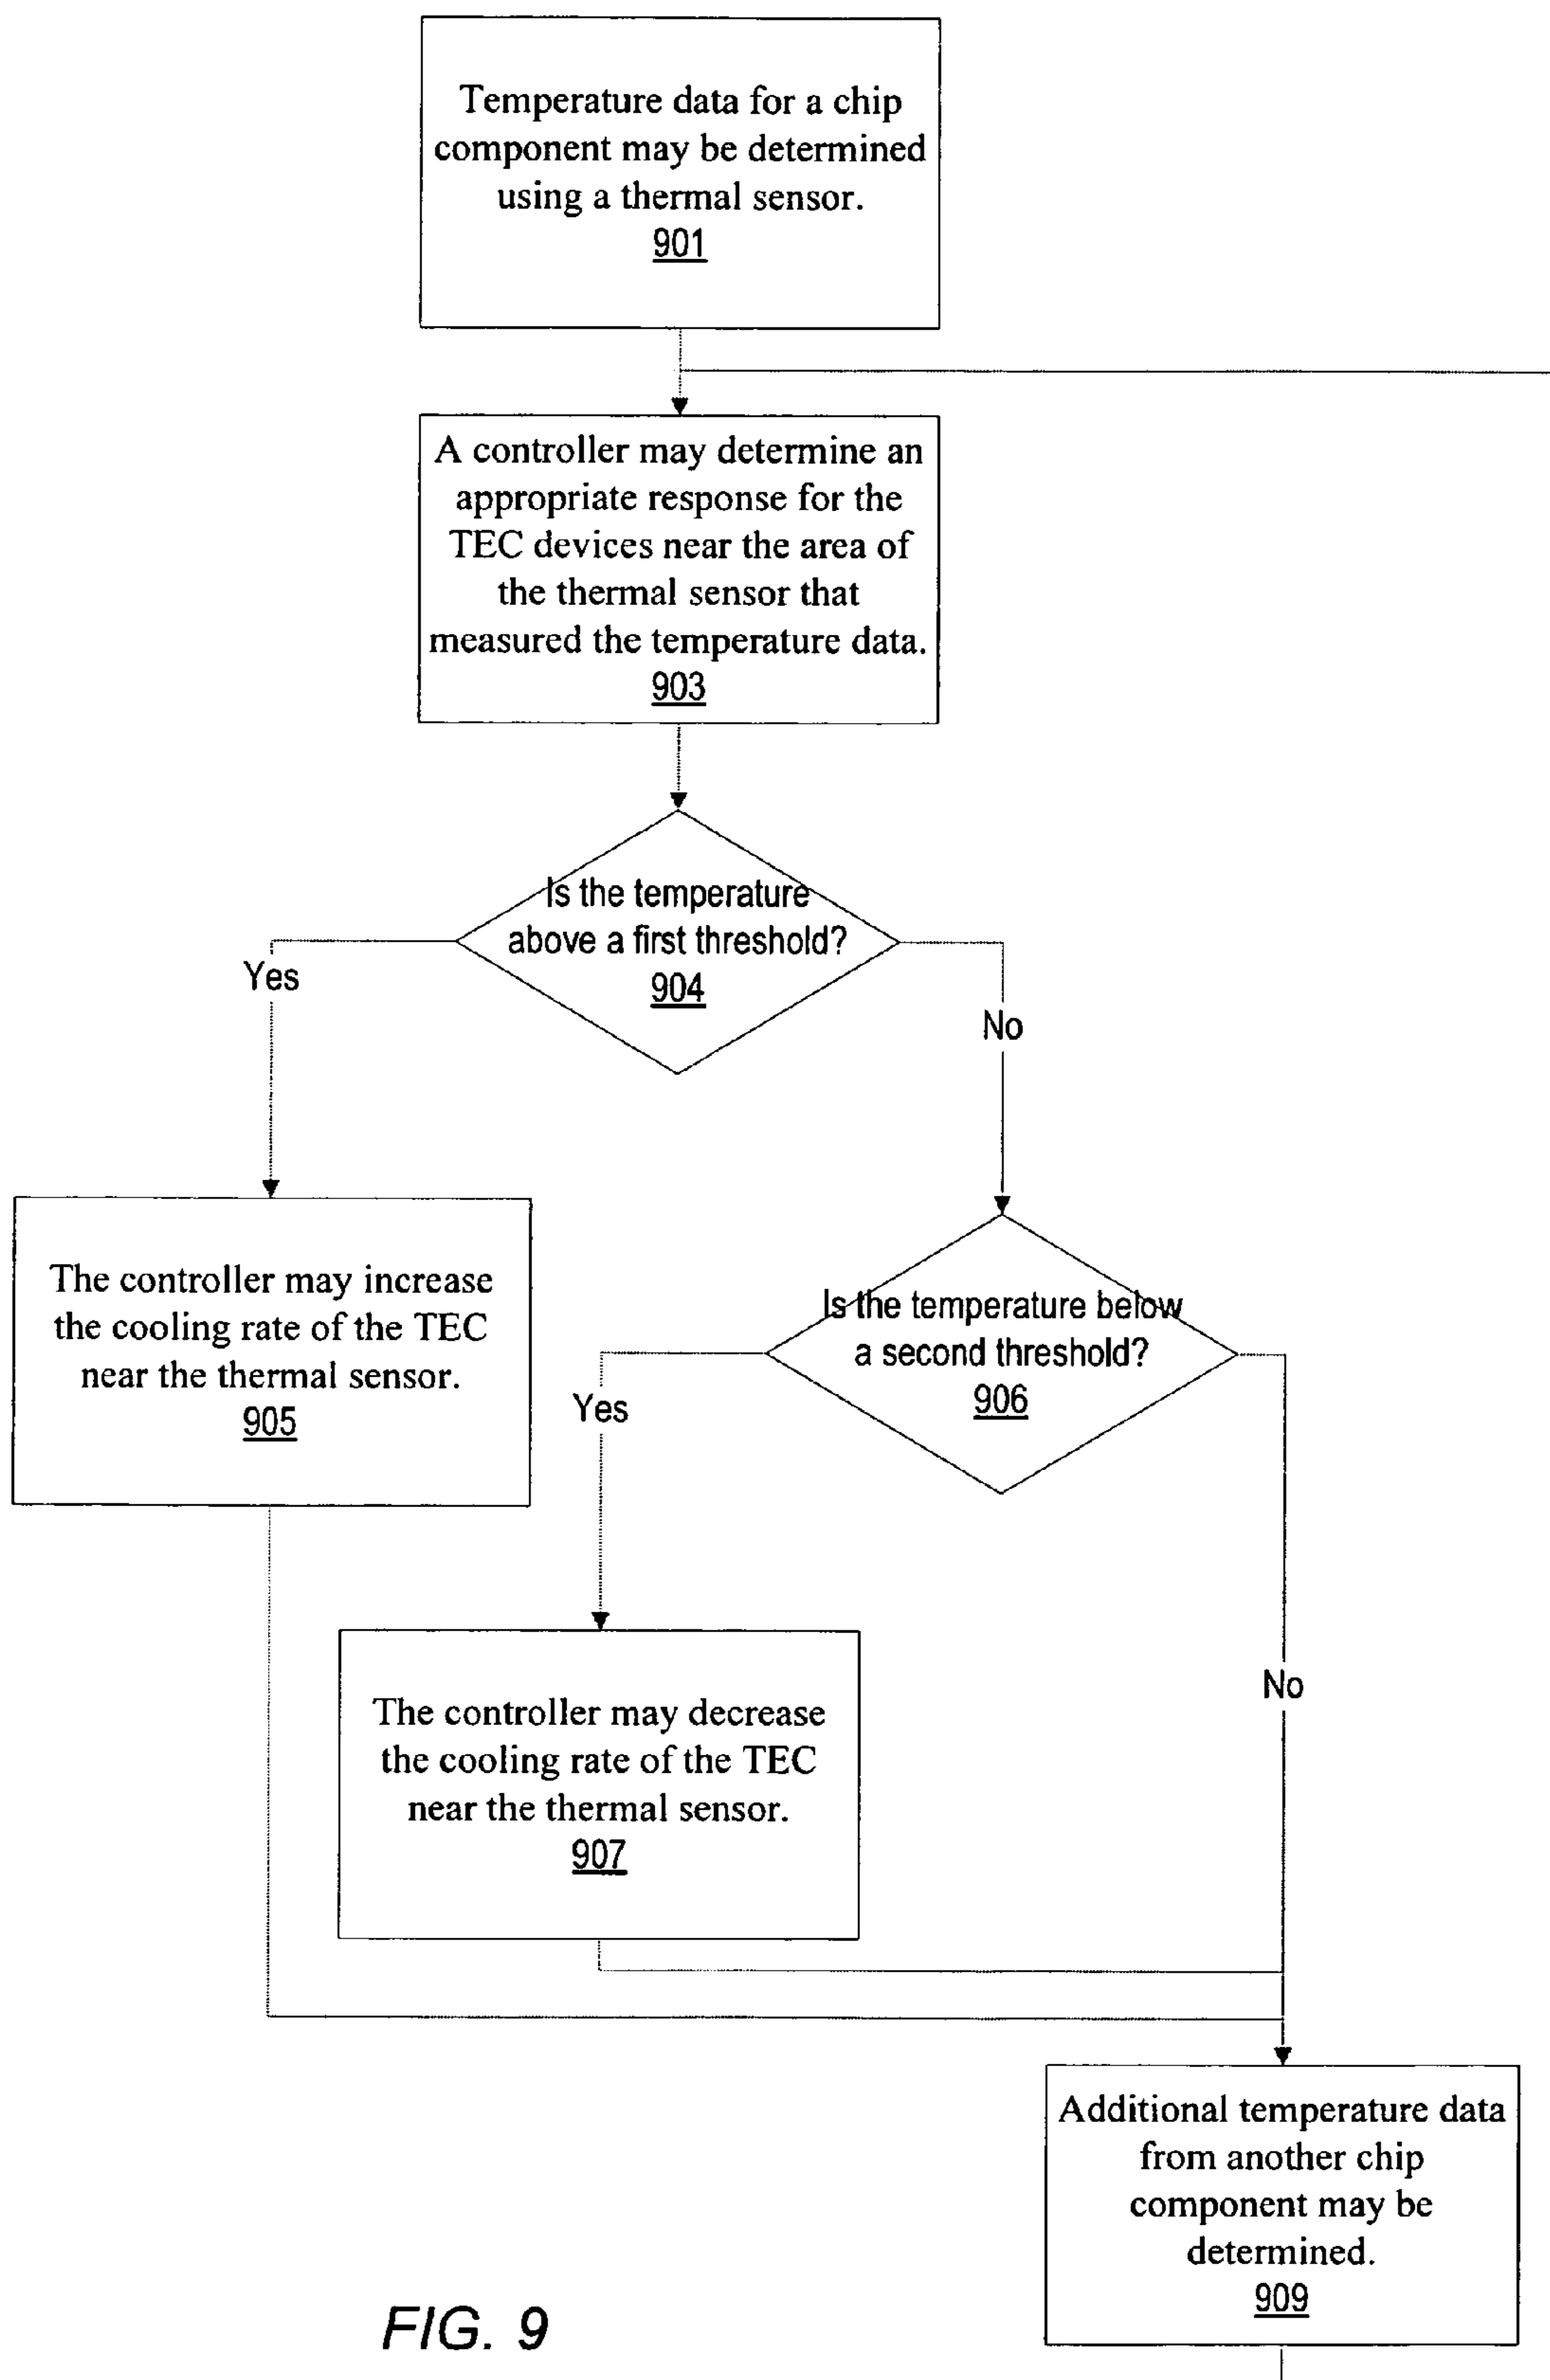 Temperature data for a chip
component may be determined
using a thermal sensor.
901
A controller may determine an
appropriate response for the
TEC devices near the area of
the thermal sensor that
measured the temperature data.
903
Is the temperature
above a first threshold?
904
Yes
No
The controller may increase
the cooling rate of the TEC
near the thermal sensor.
905
Is the temperature below
a second threshold?
906
Yes
No
The controller may decrease
the cooling rate of the TEC
near the thermal sensor.
907
Additional temperature data
from another chip
component may be
determined.
909
FIG. 9